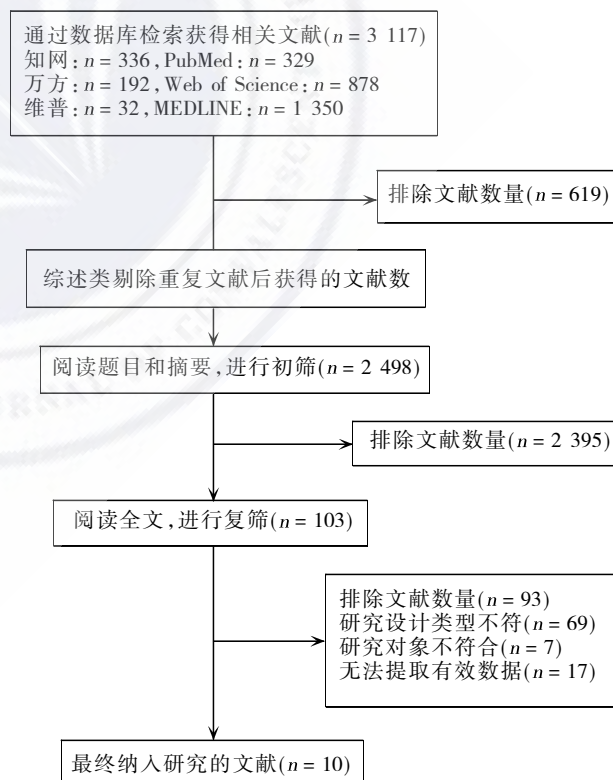 通过数据库检索获得相关文献(n = 3 117)
知网:n = 336,PubMed:n = 329
万方:n = 192,Web of Science:n = 878
维普:n = 32,MEDLINE:n = 1 350
排除文献数量(n = 619)
综述类剔除重复文献后获得的文献数
阅读题目和摘要,进行初筛(n = 2 498)
排除文献数量(n = 2 395)
阅读全文,进行复筛(n = 103)
排除文献数量(n = 93)
研究设计类型不符(n = 69)
研究对象不符合(n = 7)
无法提取有效数据(n = 17)
最终纳入研究的文献(n = 10)